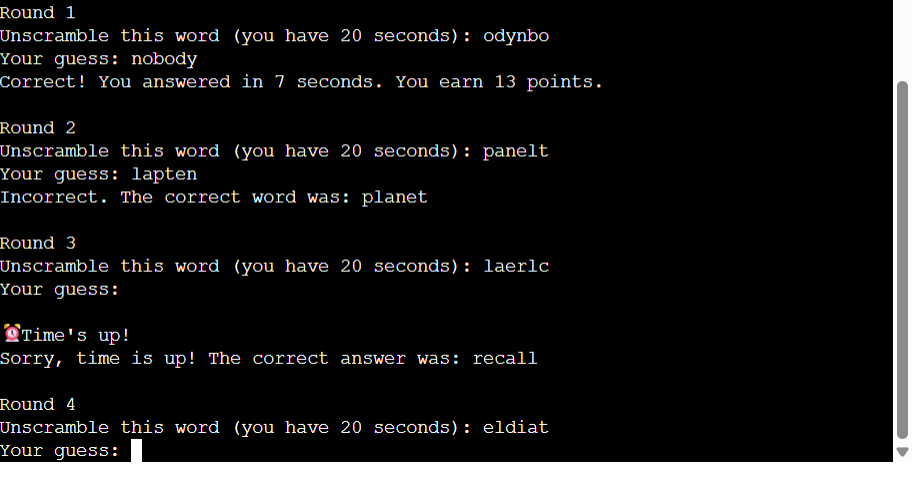 Round 1
Unscramble this word (you have 20 seconds): odynbo
Your guess: nobody
Correct! You answered in 7 seconds. You earn 13 points.
Round 2
Unscramble this word (you have 20 seconds): panelt
Your guess: lapten
Incorrect. The correct word was: planet
Round 3
Unscramble this word (you have 20 seconds): laerlc
Your guess:
⏰Time's up!
Sorry, time is up! The correct answer was: recall
Round 4
Unscramble this word (you have 20 seconds): eldiat
Your guess: